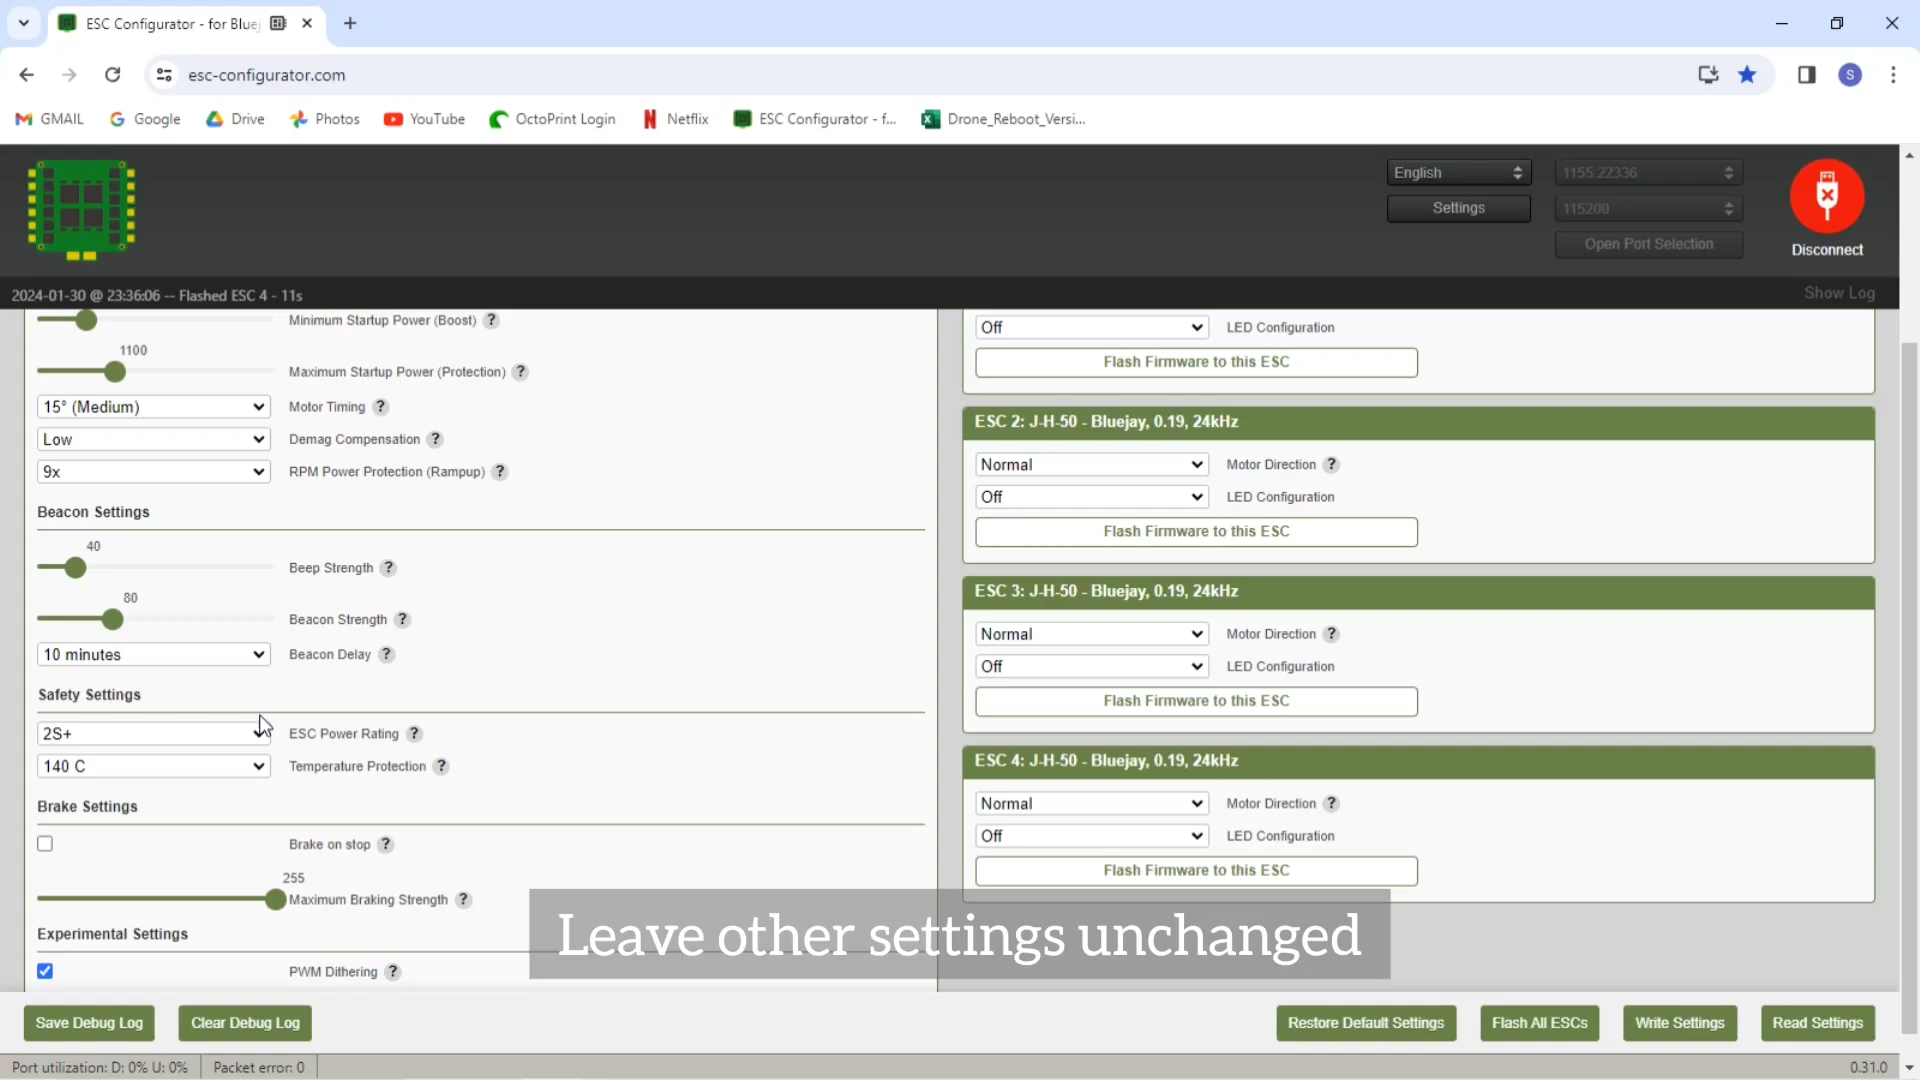 ESC Configurator - for Blue
esc-configurator.com
S
GMAIL
Google
Drive
Photos
YouTube
OctoPrint Login
Netflix
ESC Configurator - f...
Drone_Reboot_Versi...
English
1155:22336
Settings
115200
Open Port Selection
Disconnect
2024-01-30 @ 23:36:06 -- Flashed ESC 4 - 11s
Show Log
Minimum Startup Power (Boost) ?
1100
Maximum Startup Power (Protection) ?
15° (Medium) Motor Timing ?
Low Demag Compensation ?
9x RPM Power Protection (Rampup) ?
Beacon Settings
40
Beep Strength ?
80
Beacon Strength ?
10 minutes Beacon Delay ?
Safety Settings
2S+ ESC Power Rating ?
140 C Temperature Protection ?
Brake Settings
Brake on stop ?
255
Maximum Braking Strength ?
Experimental Settings
PWM Dithering ?
Off LED Configuration
Flash Firmware to this ESC
ESC 2: J-H-50 - Bluejay, 0.19, 24kHz
Normal Motor Direction ?
Off LED Configuration
Flash Firmware to this ESC
ESC 3: J-H-50 - Bluejay, 0.19, 24kHz
Normal Motor Direction ?
Off LED Configuration
Flash Firmware to this ESC
ESC 4: J-H-50 - Bluejay, 0.19, 24kHz
Normal Motor Direction ?
Off LED Configuration
Flash Firmware to this ESC
Leave other settings unchanged
Save Debug Log
Clear Debug Log
Restore Default Settings
Flash All ESCs
Write Settings
Read Settings
Port utilization: D: 0% U: 0%
Packet error: 0
0.31.0